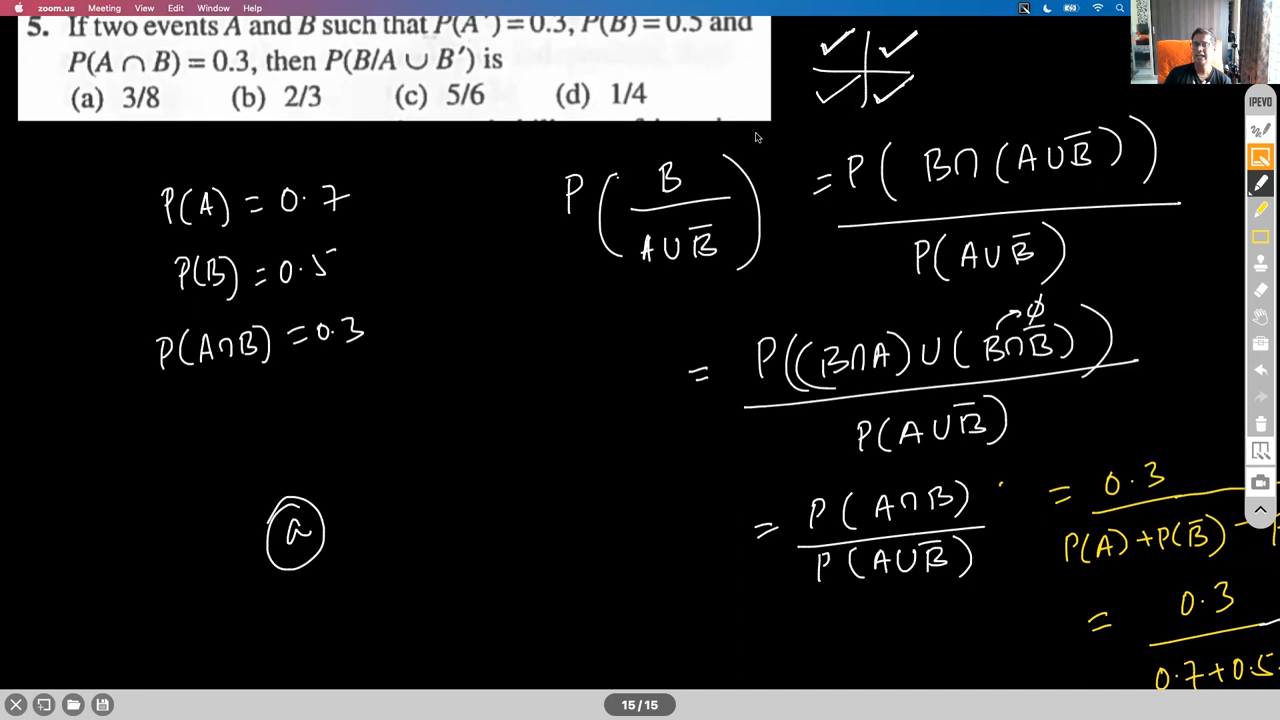 zoom.us Meeting View Edit Window Help
5. If two events A and B such that P(A') = 0.3, P(B) = 0.5 and
P(A ∩ B) = 0.3, then P(B/A ∪ B') is
(a) 3/8 (b) 2/3 (c) 5/6 (d) 1/4
IPEVO
P(A) = 0.7
P(B) = 0.5
P(A∩B) = 0.3
a
P(B/A∪B̅) = P(B∩(A∪B̅))/P(A∪B̅)
= P((B∩A)∪(B∩B̅))/P(A∪B̅)
→ϕ
= P(A∩B)/P(A∪B̅)
= 0.3/P(A)+P(B̅) −
= 0.3/0.7+0.5
15/15